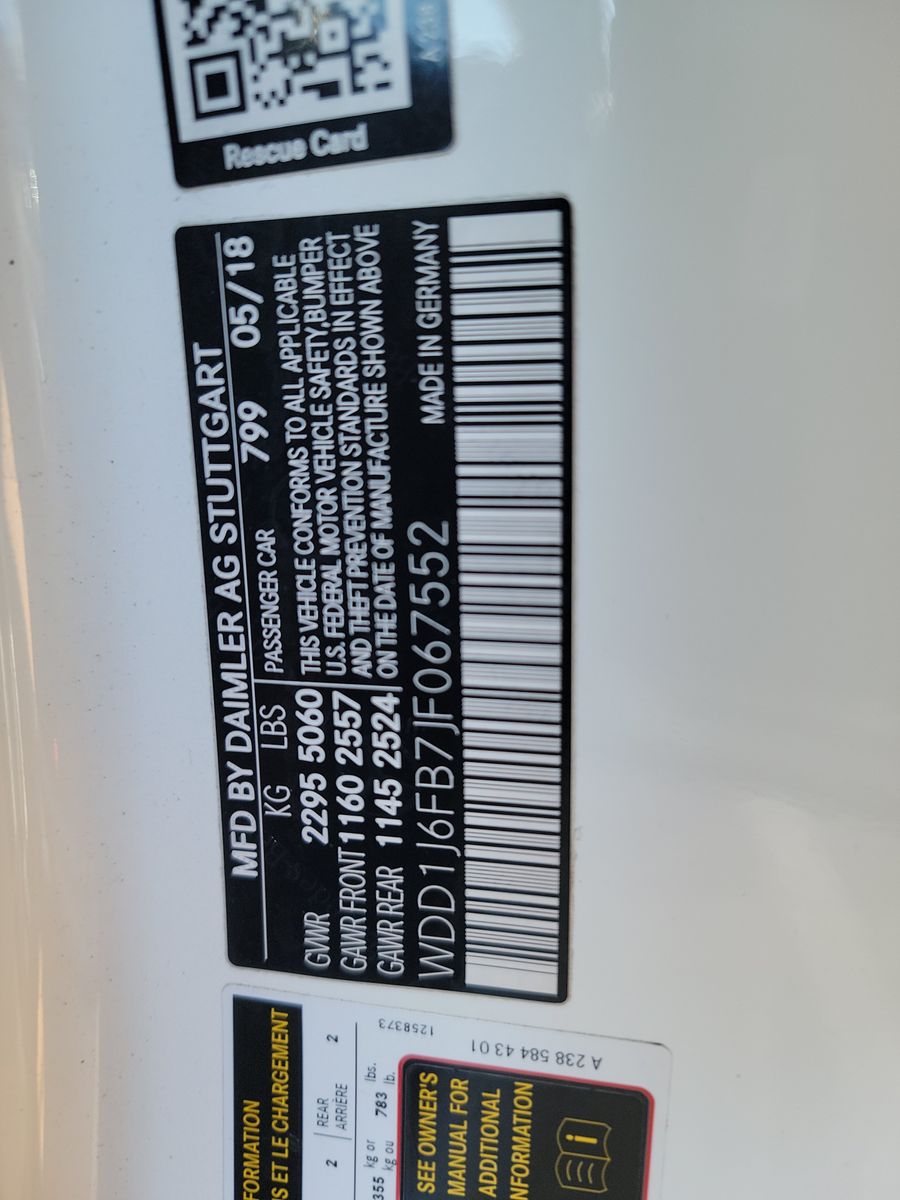 Rescue Card
MFD BY DAIMLER AG STUTTGART
KG LBS PASSENGER CAR 799 05/18
GVWR 2295 5060 THIS VEHICLE CONFORMS TO ALL APPLICABLE
U.S. FEDERAL MOTOR VEHICLE SAFETY,BUMPER
GAWR FRONT 1160 2557 AND THEFT PREVENTION STANDARDS IN EFFECT
GAWR REAR 1145 2524 ON THE DATE OF MANUFACTURE SHOWN ABOVE
WDD1J6FB7JF067552 MADE IN GERMANY
FORMATION
S ET LE CHARGEMENT
2 REAR 2
ARRIÈRE
355 kg or 783 lbs.
kg ou lb.
1258373
A 238 584 43 01
SEE OWNER'S
MANUAL FOR
ADDITIONAL
NFORMATION